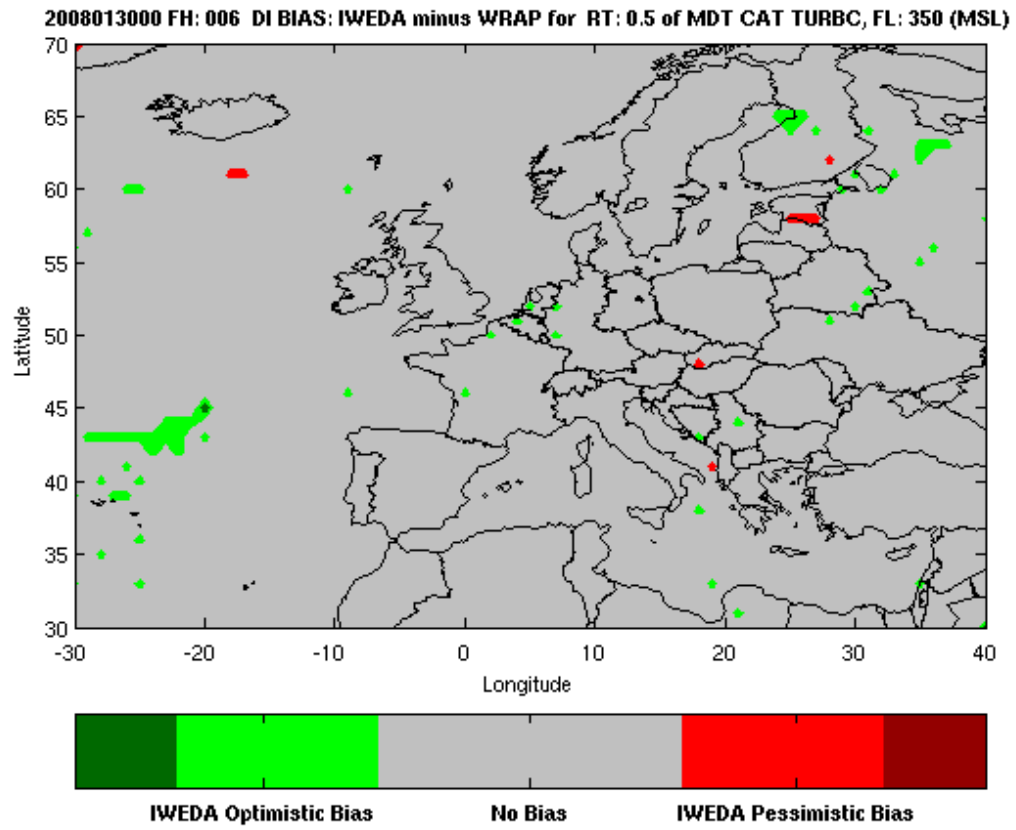 2008013000 FH: 006 DI BIAS: IWEDA minus WRAP for RT: 0.5 of MDT CAT TURBC, FL: 350 (MSL)
70
65
60
55
50
45
40
35
30
Latitude
-30 -20 -10 0 10 20 30 40
Longitude
IWEDA Optimistic Bias No Bias IWEDA Pessimistic Bias